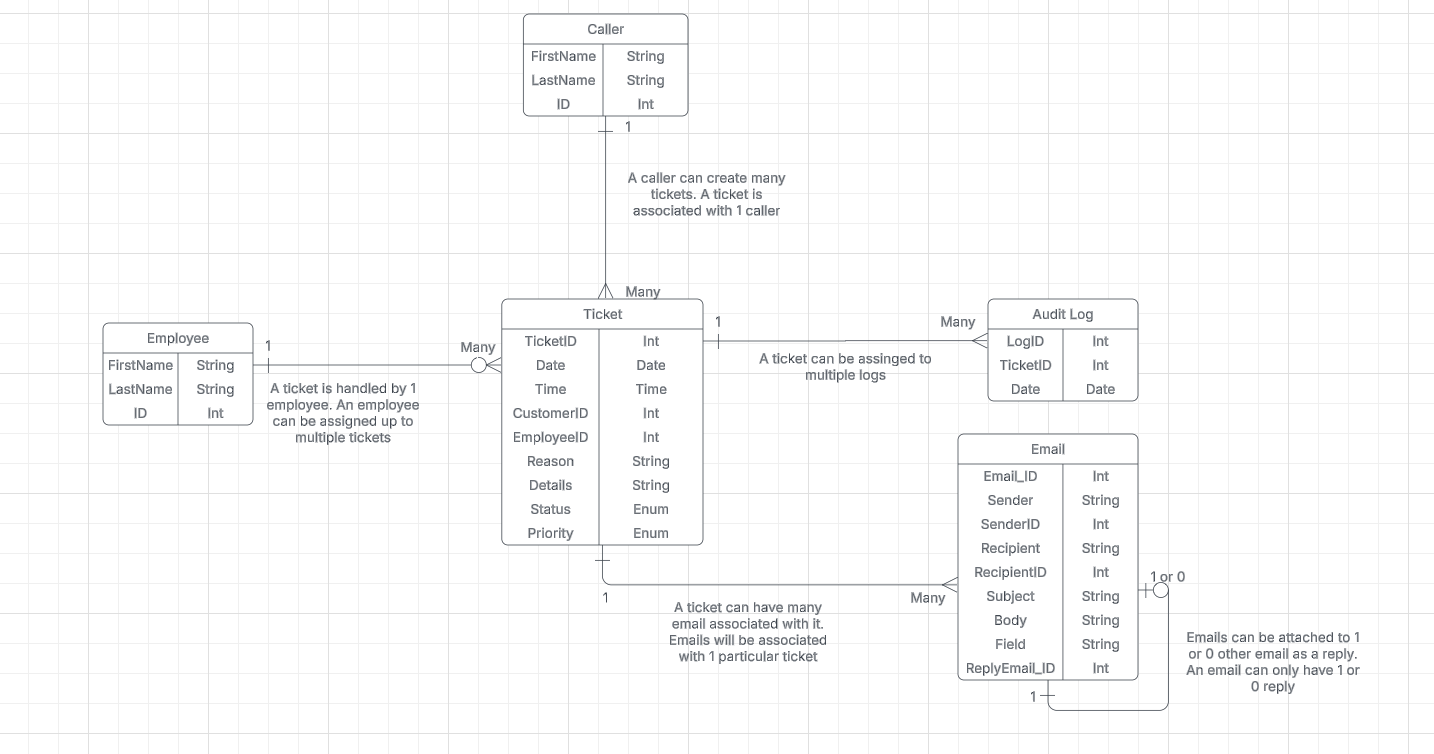 Caller
FirstName String
LastName String
ID Int
1
A caller can create many
tickets. A ticket is
associated with 1 caller
Many
Employee
FirstName String
LastName String
ID Int
1
Many
A ticket is handled by 1
employee. An employee
can be assigned up to
multiple tickets
Ticket
TicketID Int
Date Date
Time Time
CustomerID Int
EmployeeID Int
Reason String
Details String
Status Enum
Priority Enum
1
Many
A ticket can be assinged to
multiple logs
Audit Log
LogID Int
TicketID Int
Date Date
1
Many
A ticket can have many
email associated with it.
Emails will be associated
with 1 particular ticket
Email
Email_ID Int
Sender String
SenderID Int
Recipient String
RecipientID Int
Subject String
Body String
Field String
ReplyEmail_ID Int
1 or 0
1
Emails can be attached to 1
or 0 other email as a reply.
An email can only have 1 or
0 reply